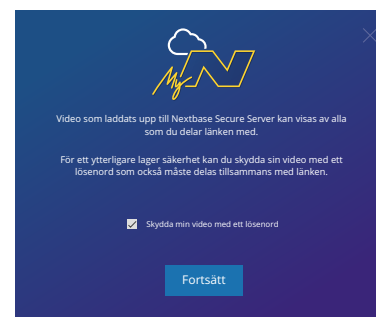 My N
Video som laddats upp till Nextbase Secure Server kan visas av alla
som du delar länken med.
För ett ytterligare lager säkerhet kan du skydda sin video med ett
lösenord som också måste delas tillsammans med länken.
Skydda min video med ett lösenord
Fortsätt